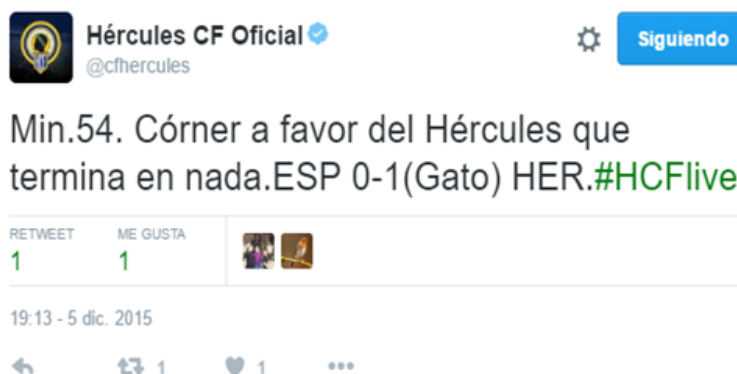 Hércules CF Oficial
@cfhercules
Siguiendo
Min.54. Córner a favor del Hércules que
termina en nada.ESP 0-1(Gato) HER.#HCFlive
RETWEET ME GUSTA
1 1
19:13 - 5 dic. 2015
1 1